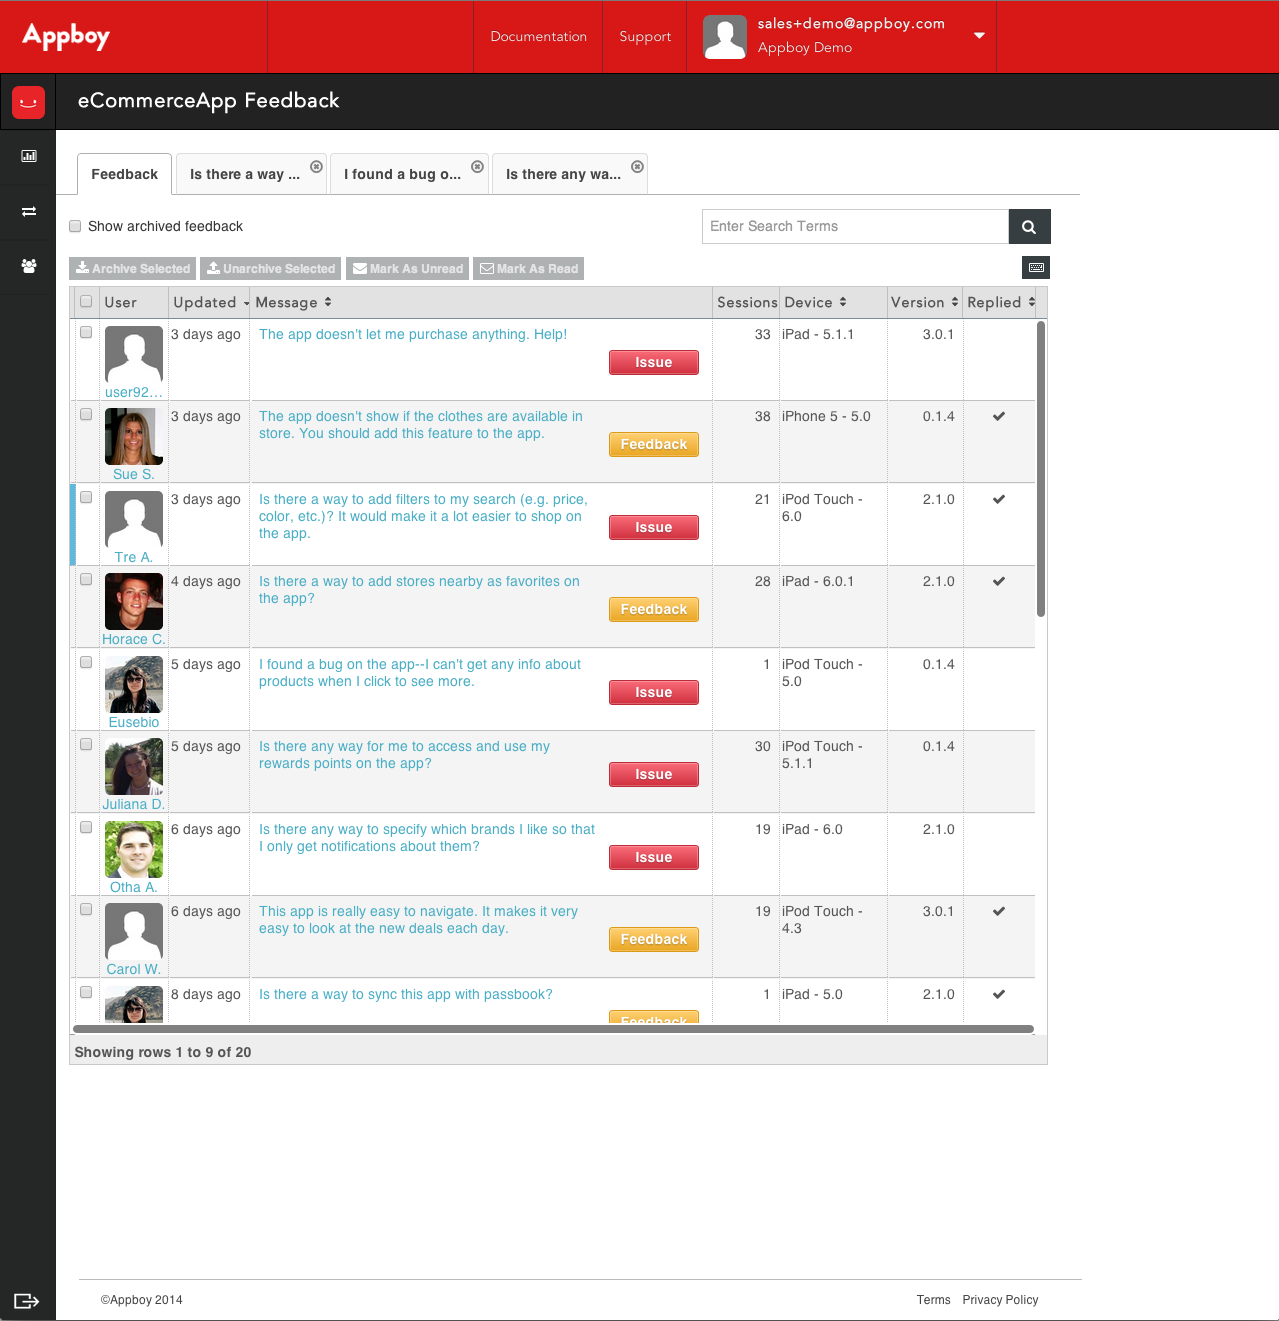 Appboy
Documentation
Support
sales+demo@appboy.com
Appboy Demo
eCommerceApp Feedback
Feedback
Is there a way ...
I found a bug o...
Is there any wa...
Show archived feedback
Enter Search Terms
Archive Selected
Unarchive Selected
Mark As Unread
Mark As Read
User
Updated
Message
Sessions
Device
Version
Replied
user92...
3 days ago
The app doesn't let me purchase anything. Help!
Issue
33
iPad - 5.1.1
3.0.1
Sue S.
3 days ago
The app doesn't show if the clothes are available in
store. You should add this feature to the app.
Feedback
38
iPhone 5 - 5.0
0.1.4
Tre A.
3 days ago
Is there a way to add filters to my search (e.g. price,
color, etc.)? It would make it a lot easier to shop on
the app.
Issue
21
iPod Touch -
6.0
2.1.0
Horace C.
4 days ago
Is there a way to add stores nearby as favorites on
the app?
Feedback
28
iPad - 6.0.1
2.1.0
Eusebio
5 days ago
I found a bug on the app--I can't get any info about
products when I click to see more.
Issue
1
iPod Touch -
5.0
0.1.4
Juliana D.
5 days ago
Is there any way for me to access and use my
rewards points on the app?
Issue
30
iPod Touch -
5.1.1
0.1.4
Otha A.
6 days ago
Is there any way to specify which brands I like so that
I only get notifications about them?
Issue
19
iPad - 6.0
2.1.0
Carol W.
6 days ago
This app is really easy to navigate. It makes it very
easy to look at the new deals each day.
Feedback
19
iPod Touch -
4.3
3.0.1
8 days ago
Is there a way to sync this app with passbook?
Feedback
1
iPad - 5.0
2.1.0
Showing rows 1 to 9 of 20
©Appboy 2014
Terms
Privacy Policy